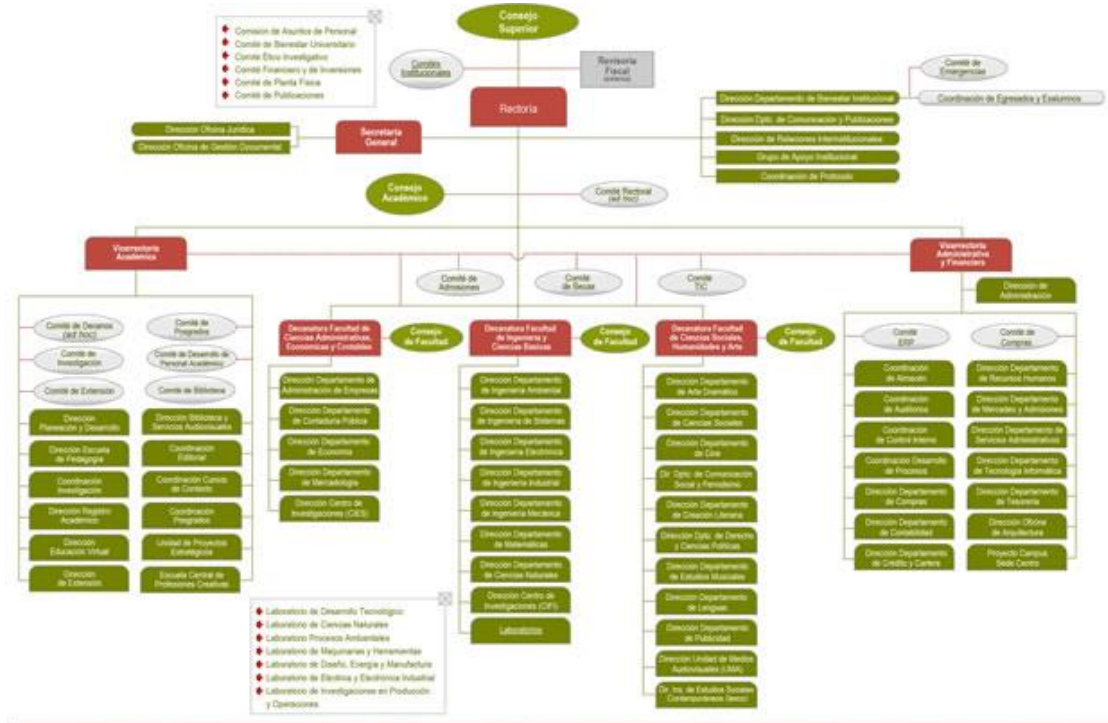 Consejo
Superior
Comisión de Asuntos de Personal
Comité de Bienestar Universitario
Comité Ético Investigativo
Comité Financiero y de Inversiones
Comité de Planta Física
Comité de Publicaciones
Comités
Institucionales
Revisoría
Fiscal
Rectoría
Comité de
Emergencias
Coordinación de Egresados y Exalumnos
Dirección Departamento de Bienestar Institucional
Dirección Dpto. de Comunicación y Publicaciones
Dirección de Relaciones Interinstitucionales
Grupo de Apoyo Institucional
Coordinación de Protocolo
Dirección Oficina Jurídica
Dirección Oficina de Gestión Documental
Secretaría
General
Consejo
Académico
Comité Rectoral
(ad hoc)
Vicerrectoría
Académica
Vicerrectoría
Administrativa
y Financiera
Comité de
Admisiones
Comité
de Becas
Comité
TIC
Dirección de
Administración
Comité de Decanos
(ad hoc)
Comité de
Posgrados
Comité de
Investigación
Comité de Desarrollo de
Personal Académico
Comité de Extensión
Comité de Biblioteca
Dirección
Planeación y Desarrollo
Dirección Biblioteca y
Servicios Audiovisuales
Dirección Escuela
de Pedagogía
Coordinación
Editorial
Coordinación
Investigación
Coordinación Cursos
de Contexto
Dirección Registro
Académico
Coordinación
Posgrados
Dirección
Educación Virtual
Unidad de Proyectos
Estratégicos
Dirección
de Extensión
Escuela Central de
Profesiones Creativas
Decanatura Facultad de
Ciencias Administrativas,
Económicas y Contables
Consejo
de Facultad
Dirección Departamento de
Administración de Empresas
Dirección Departamento
de Contaduría Pública
Dirección Departamento
de Economía
Dirección Departamento
de Mercadología
Dirección Centro de
Investigaciones (CIES)
Decanatura Facultad
de Ingeniería y
Ciencias Básicas
Consejo
de Facultad
Dirección Departamento
de Ingeniería Ambiental
Dirección Departamento
de Ingeniería de Sistemas
Dirección Departamento
de Ingeniería Electrónica
Dirección Departamento
de Ingeniería Industrial
Dirección Departamento
de Ingeniería Mecánica
Dirección Departamento
de Matemáticas
Dirección Departamento
de Ciencias Naturales
Dirección Centro de
Investigaciones (CIFI)
Laboratorios
Laboratorio de Desarrollo Tecnológico
Laboratorio de Ciencias Naturales
Laboratorio Procesos Ambientales
Laboratorio de Maquinarias y Herramientas
Laboratorio de Diseño, Energía y Manufactura
Laboratorio de Eléctrica y Electrónica Industrial
Laboratorio de Investigaciones en Producción
y Operaciones
Decanatura Facultad
de Ciencias Sociales,
Humanidades y Arte
Consejo
de Facultad
Dirección Departamento
de Arte Dramático
Dirección Departamento
de Ciencias Sociales
Dirección Departamento
de Cine
Dir. Dpto. de Comunicación
Social y Periodismo
Dirección Departamento
de Creación Literaria
Dirección Dpto. de Derecho
y Ciencias Políticas
Dirección Departamento
de Estudios Musicales
Dirección Departamento
de Lenguas
Dirección Departamento
de Publicidad
Dirección Unidad de Medios
Audiovisuales (UMA)
Dir. Ins. de Estudios Sociales
Contemporáneos
Comité
ERP
Comité de
Compras
Coordinación
de Almacén
Dirección Departamento
de Recursos Humanos
Coordinación
de Auditorios
Dirección Departamento
de Mercadeo y Admisiones
Coordinación
de Control Interno
Dirección Departamento de
Servicios Administrativos
Coordinación Desarrollo
de Procesos
Dirección Departamento
de Tecnología Informática
Dirección Departamento
de Compras
Dirección Departamento
de Tesorería
Dirección Departamento
de Contabilidad
Dirección Oficina
de Arquitectura
Dirección Departamento
de Crédito y Cartera
Proyecto Campus
Sede Centro